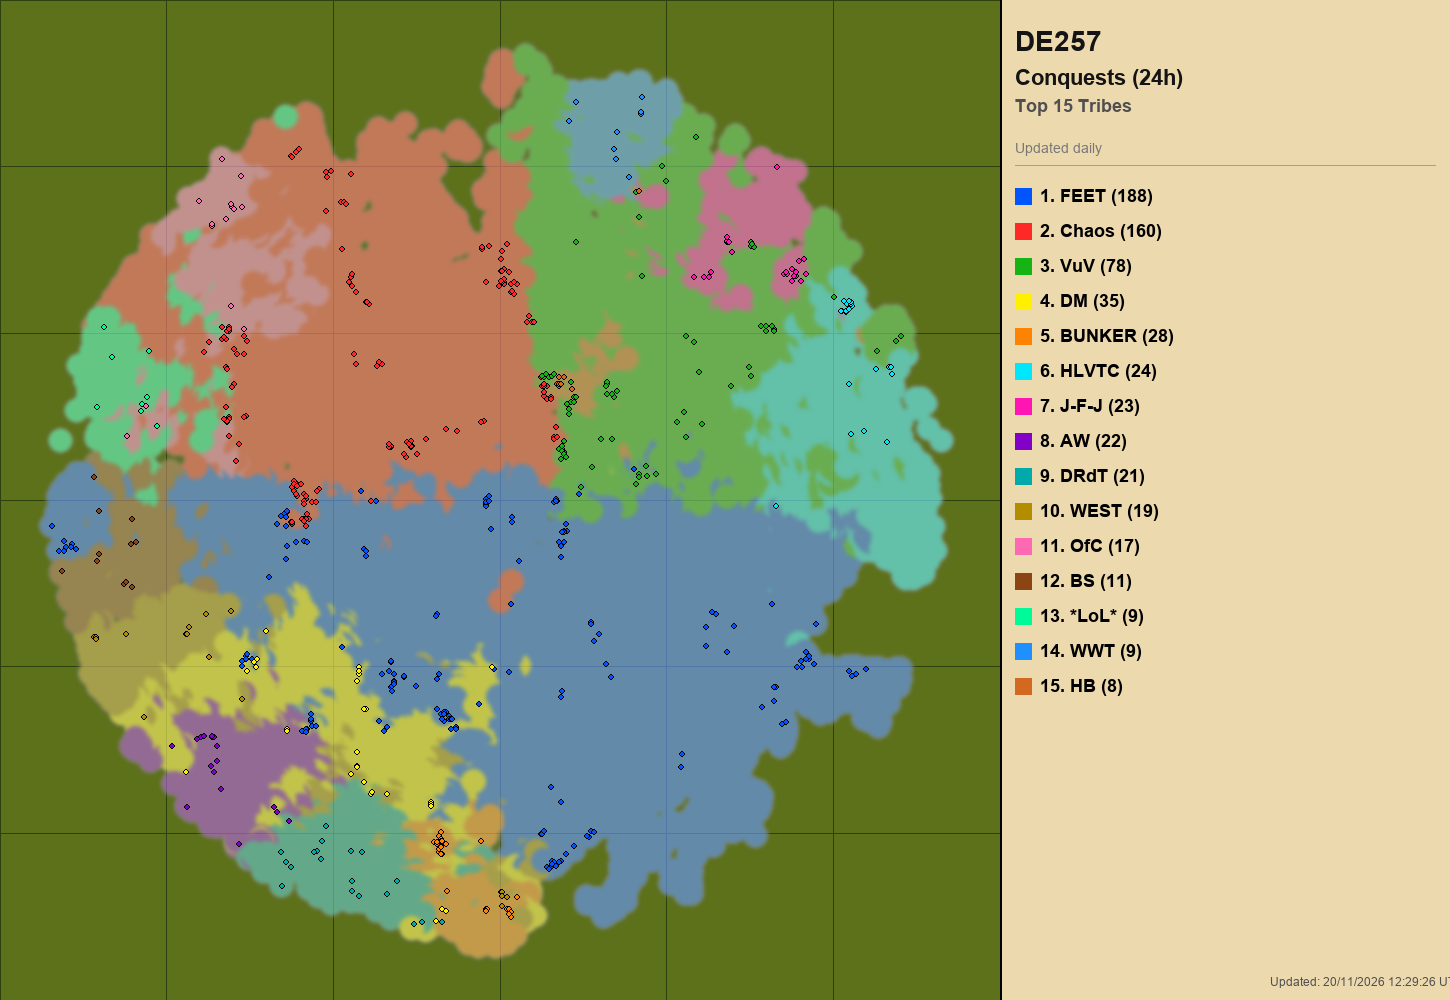 DE257
Conquests (24h)
Top 15 Tribes
Updated daily
1. FEET (188)
2. Chaos (160)
3. VuV (78)
4. DM (35)
5. BUNKER (28)
6. HLVTC (24)
7. J-F-J (23)
8. AW (22)
9. DRdT (21)
10. WEST (19)
11. OfC (17)
12. BS (11)
13. *LoL* (9)
14. WWT (9)
15. HB (8)
Updated: 20/11/2026 12:29:26